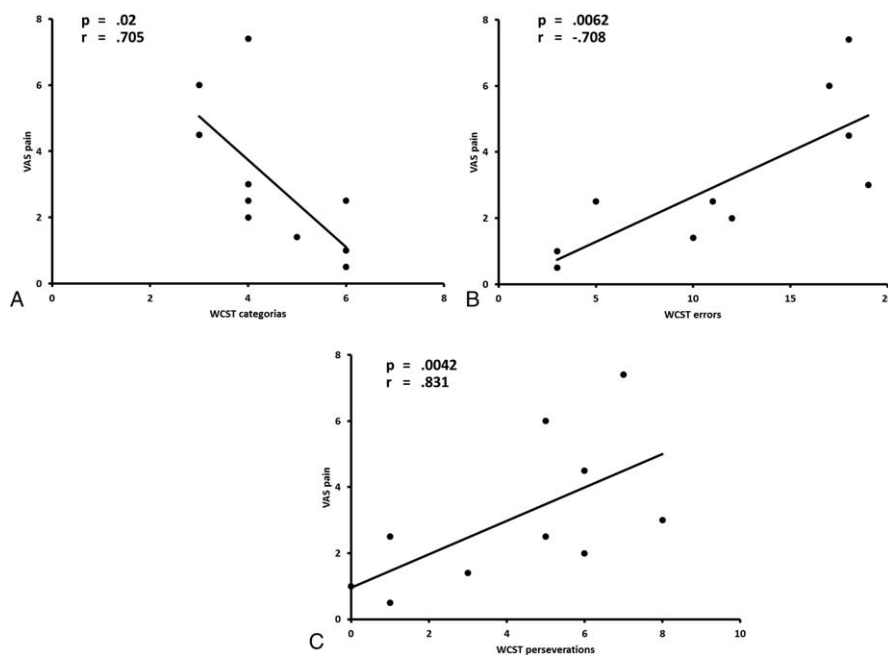 p = .02
r = .705
8
6
4
2
0
VAS pain
0 2 4 6 8
WCST categorias
A
p = .0062
r = -.708
8
6
4
2
0
VAS pain
0 5 10 15 20
WCST errors
B
p = .0042
r = .831
8
6
4
2
0
VAS pain
0 2 4 6 8 10
WCST perseverations
C